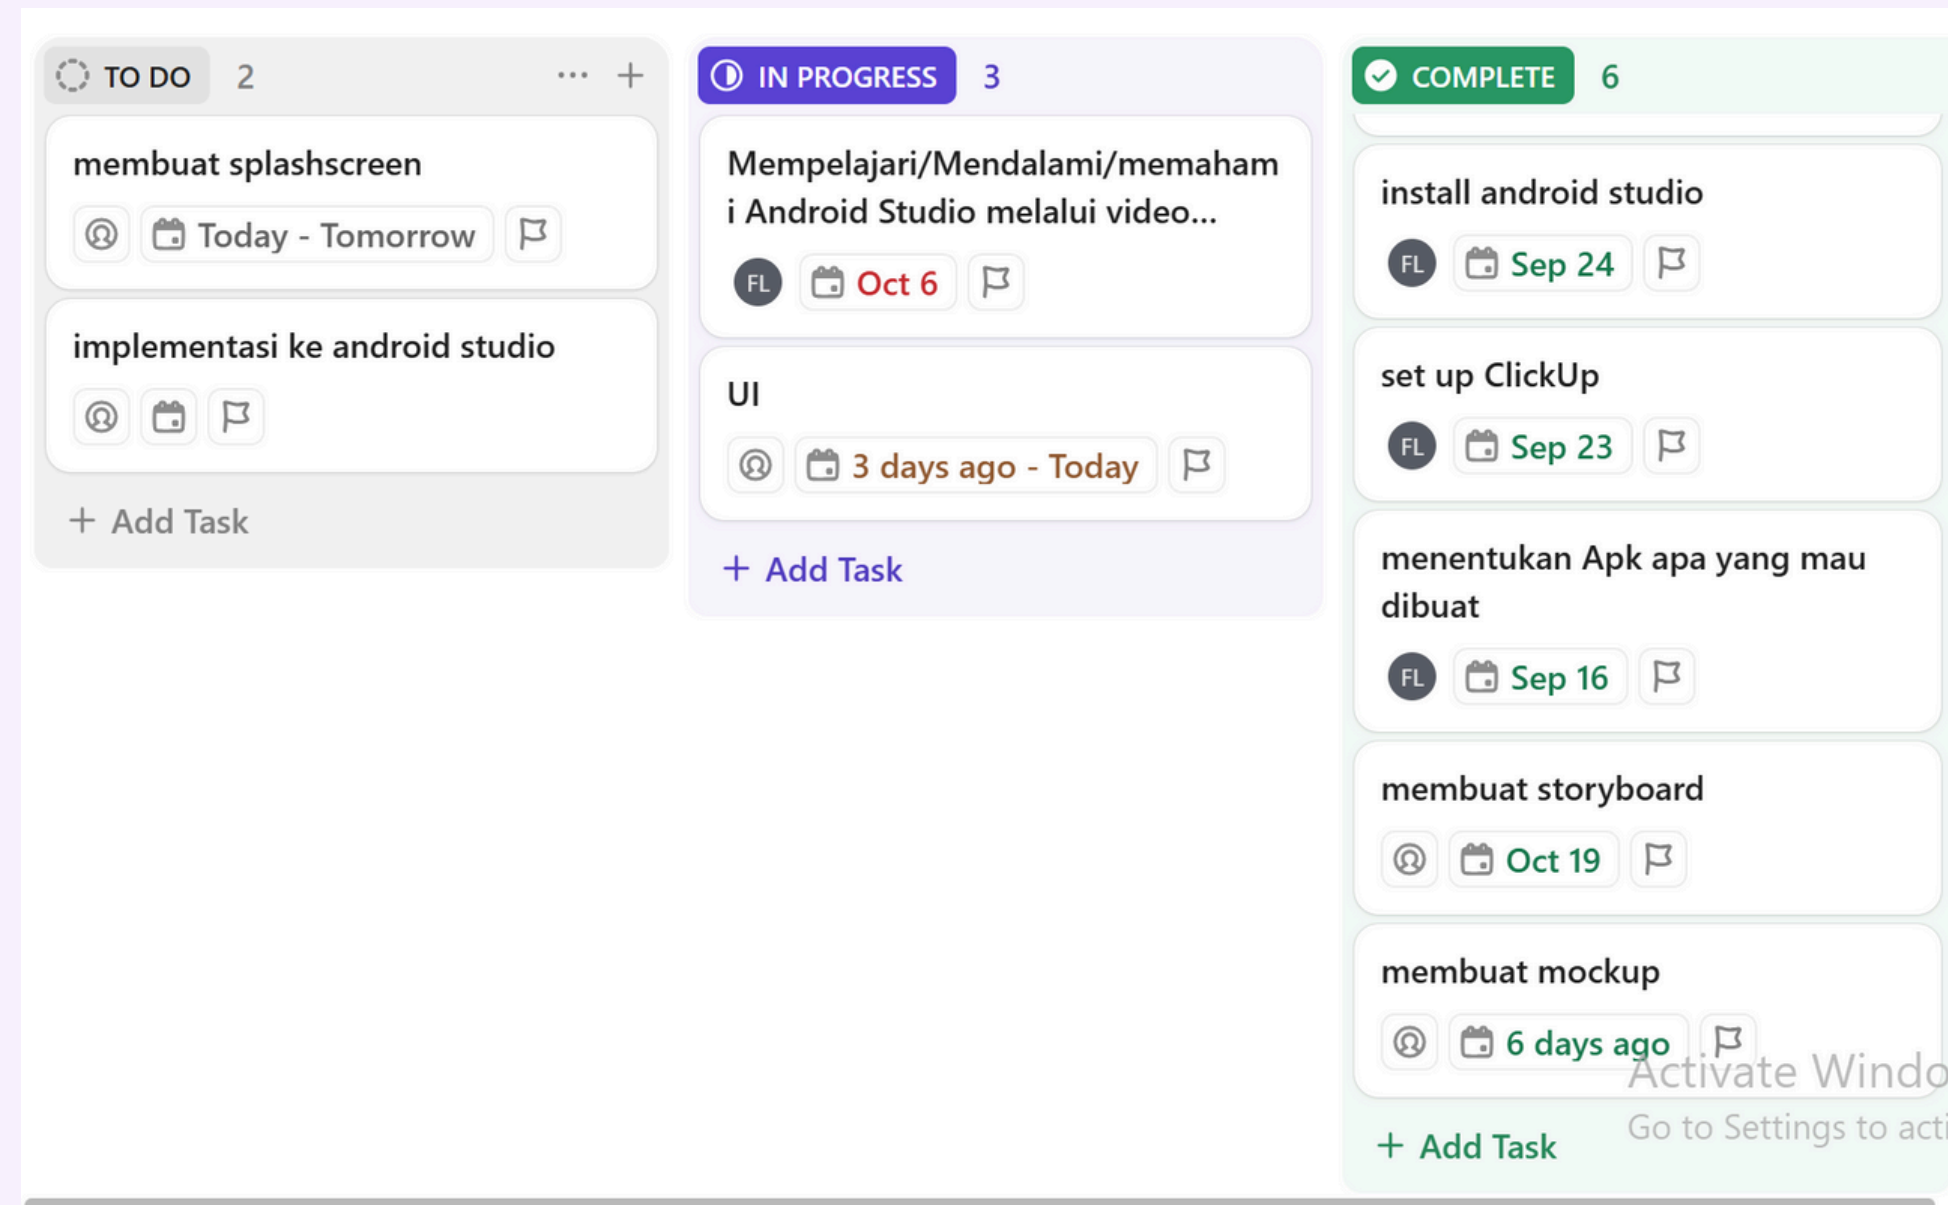 TO DO 2
membuat splashscreen
Today - Tomorrow
implementasi ke android studio
+ Add Task
IN PROGRESS 3
Mempelajari/Mendalami/memaham
i Android Studio melalui video...
FL Oct 6
UI
3 days ago - Today
+ Add Task
COMPLETE 6
install android studio
FL Sep 24
set up ClickUp
FL Sep 23
menentukan Apk apa yang mau
dibuat
FL Sep 16
membuat storyboard
Oct 19
membuat mockup
6 days ago
Activate Windo
Go to Settings to acti
+ Add Task